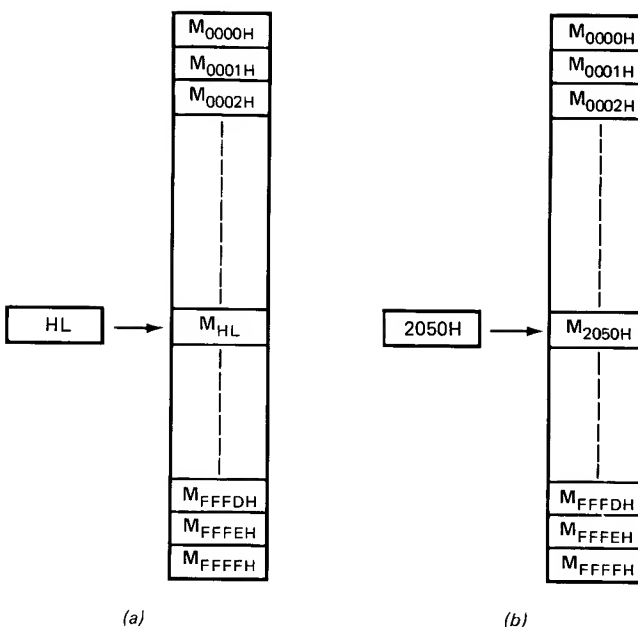 M0000H
M0001H
M0002H
HL
MHL
MFFFDH
MFFFEH
MFFFFH
(a)
M0000H
M0001H
M0002H
2050H
M2050H
MFFFDH
MFFFEH
MFFFFH
(b)